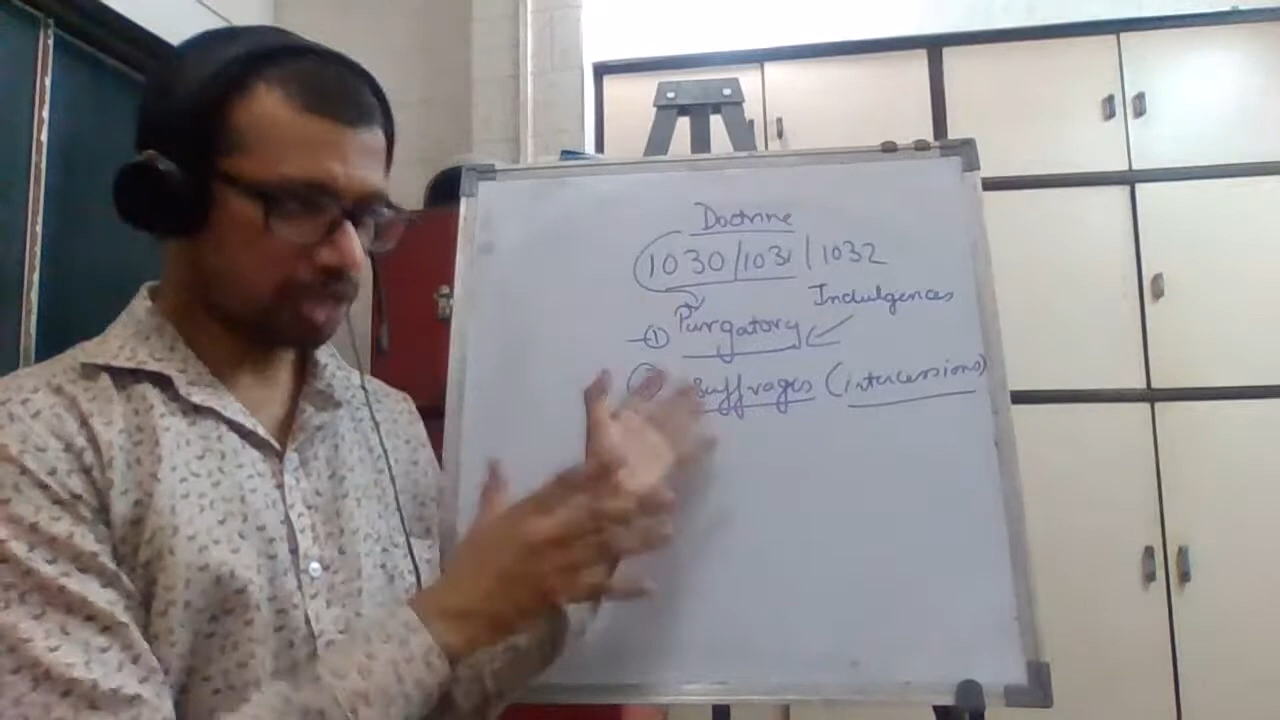 Doctrine
1030/1031/1032
Indulgences
① Purgatory
Suffrages (intercessions)